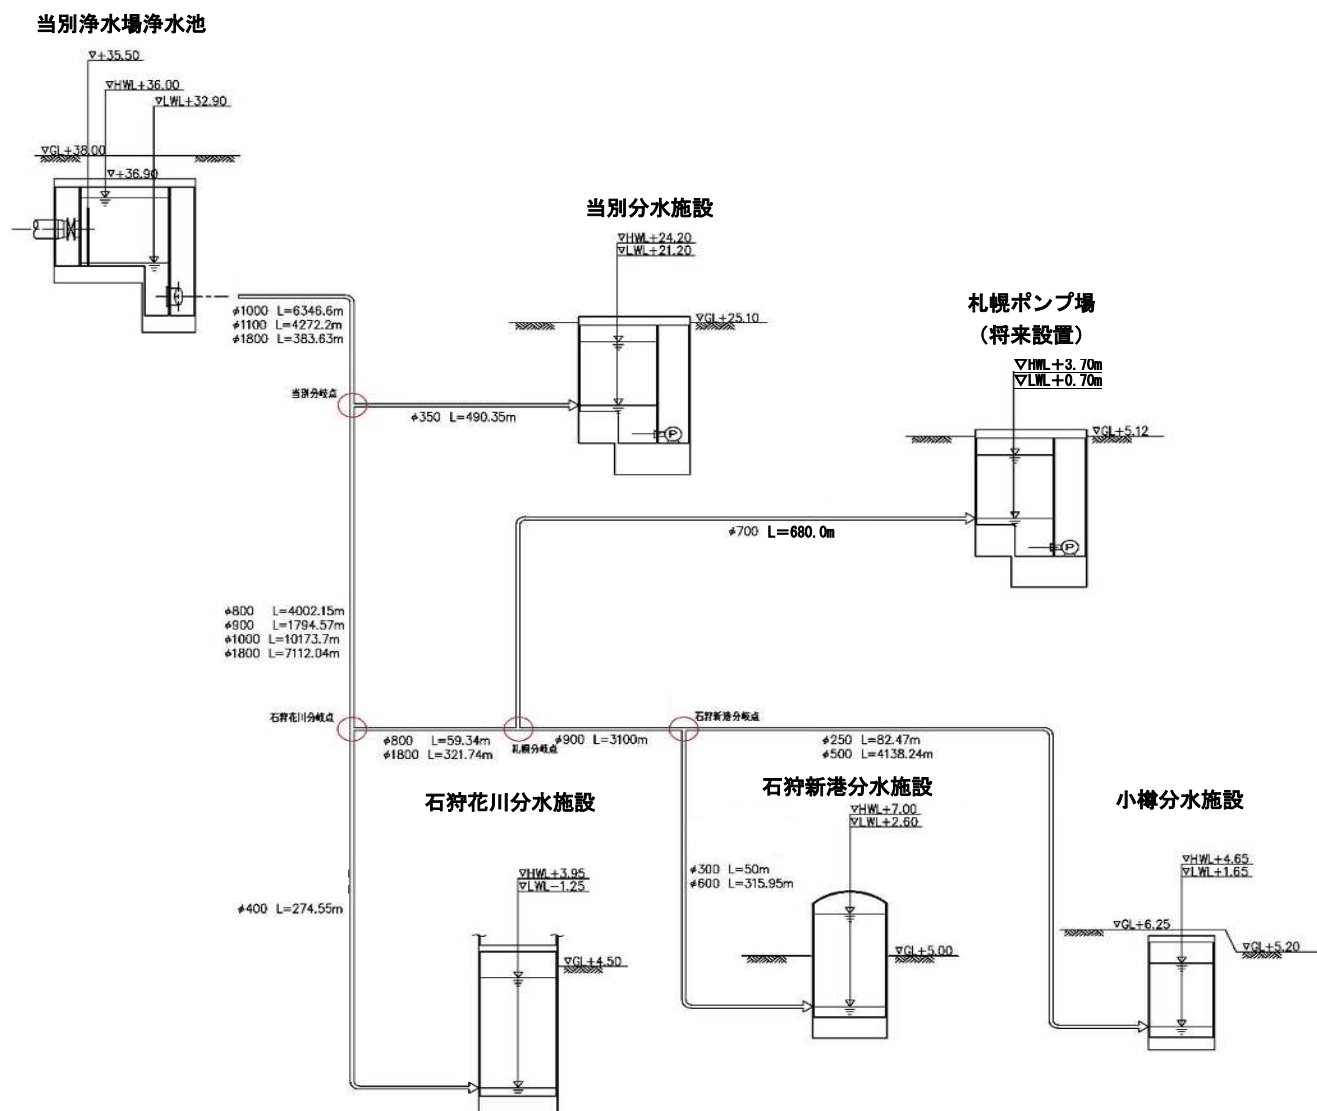 当別浄水場浄水池
▽+35.50
▽HWL+36.00
▽LWL+32.90
▽GL+38.00
▽+36.90
φ1000 L=6346.6m
φ1100 L=4272.2m
φ1800 L=383.63m
当別分水施設
▽HWL+24.20
▽LWL+21.20
▽GL+25.10
P
札幌ポンプ場
（将来設置）
▽HWL+3.70m
▽LWL+0.70m
▽GL+5.12
P
当別分岐点
φ350 L=490.35m
φ700 L=680.0m
φ800 L=4002.15m
φ900 L=1794.57m
φ1000 L=10173.7m
φ1800 L=7112.04m
石狩花川分岐点
φ800 L=59.34m
φ1800 L=321.74m
札幌分岐点
φ900 L=3100m
石狩新港分岐点
φ250 L=82.47m
φ500 L=4138.24m
石狩花川分水施設
▽HWL+3.95
▽LWL-1.25
▽GL+4.50
φ400 L=274.55m
石狩新港分水施設
▽HWL+7.00
▽LWL+2.60
φ300 L=50m
φ600 L=315.95m
▽GL+5.00
小樽分水施設
▽HWL+4.65
▽LWL+1.65
▽GL+6.25
▽GL+5.20